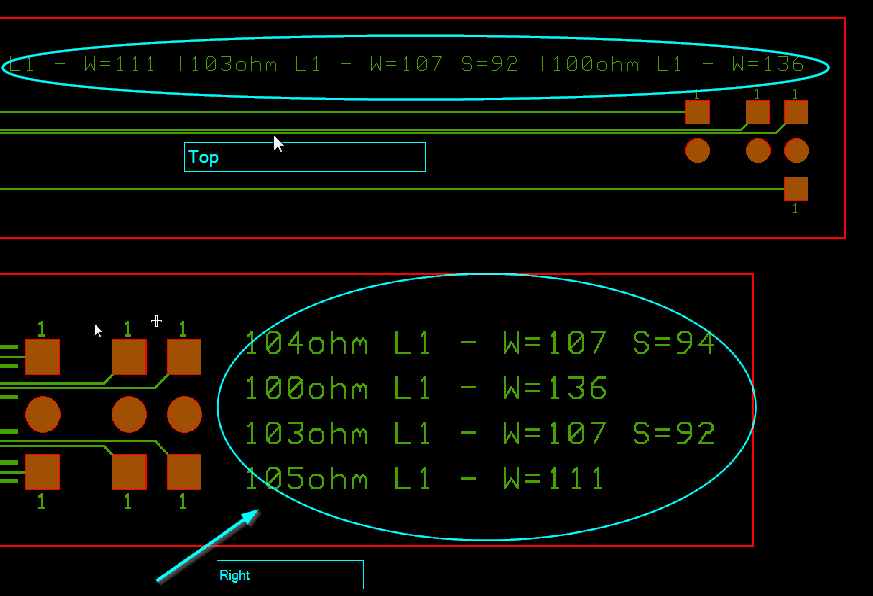 L1 - W=111 |103ohm L1 - W=107 S=92 |100ohm L1 - W=136
1 1 1
Top
1
1 1 1
104ohm L1 - W=107 S=94
100ohm L1 - W=136
103ohm L1 - W=107 S=92
105ohm L1 - W=111
1 1 1
Right